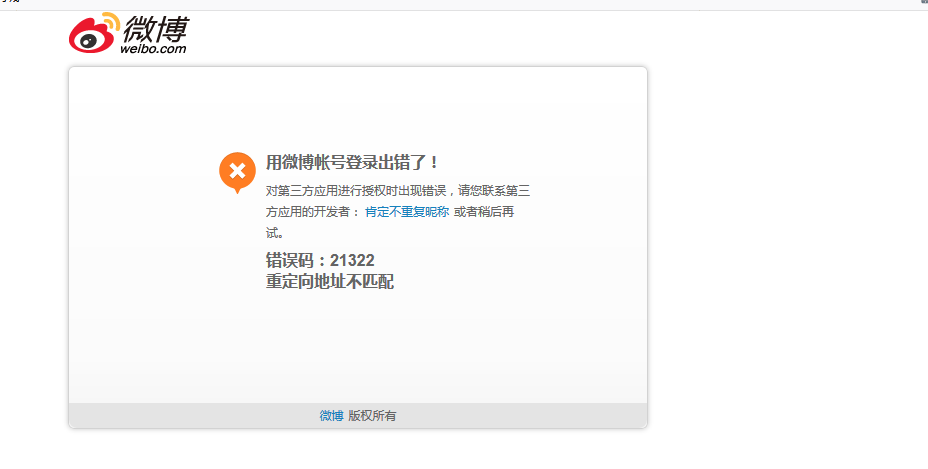 微博
weibo.com
用微博帐号登录出错了！
对第三方应用进行授权时出现错误，请您联系第三
方应用的开发者： 肯定不重复昵称 或者稍后再
试。
错误码：21322
重定向地址不匹配
微博 版权所有